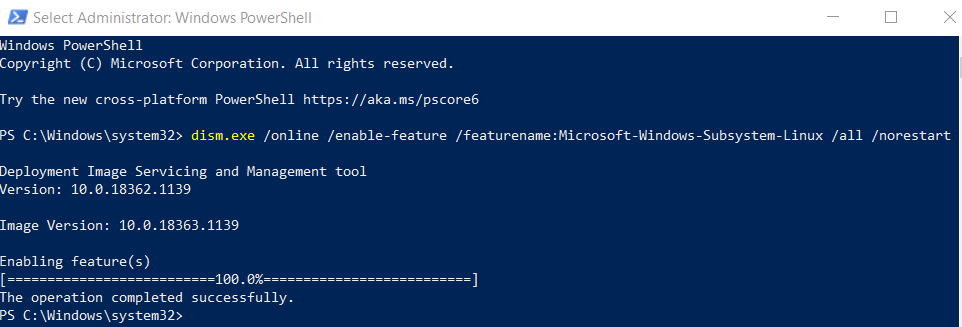 Select Administrator: Windows PowerShell
Windows PowerShell
Copyright (C) Microsoft Corporation. All rights reserved.
Try the new cross-platform PowerShell https://aka.ms/pscore6
PS C:\Windows\system32> dism.exe /online /enable-feature /featurename:Microsoft-Windows-Subsystem-Linux /all /norestart
Deployment Image Servicing and Management tool
Version: 10.0.18362.1139
Image Version: 10.0.18363.1139
Enabling feature(s)
[==========================100.0%==========================]
The operation completed successfully.
PS C:\Windows\system32>